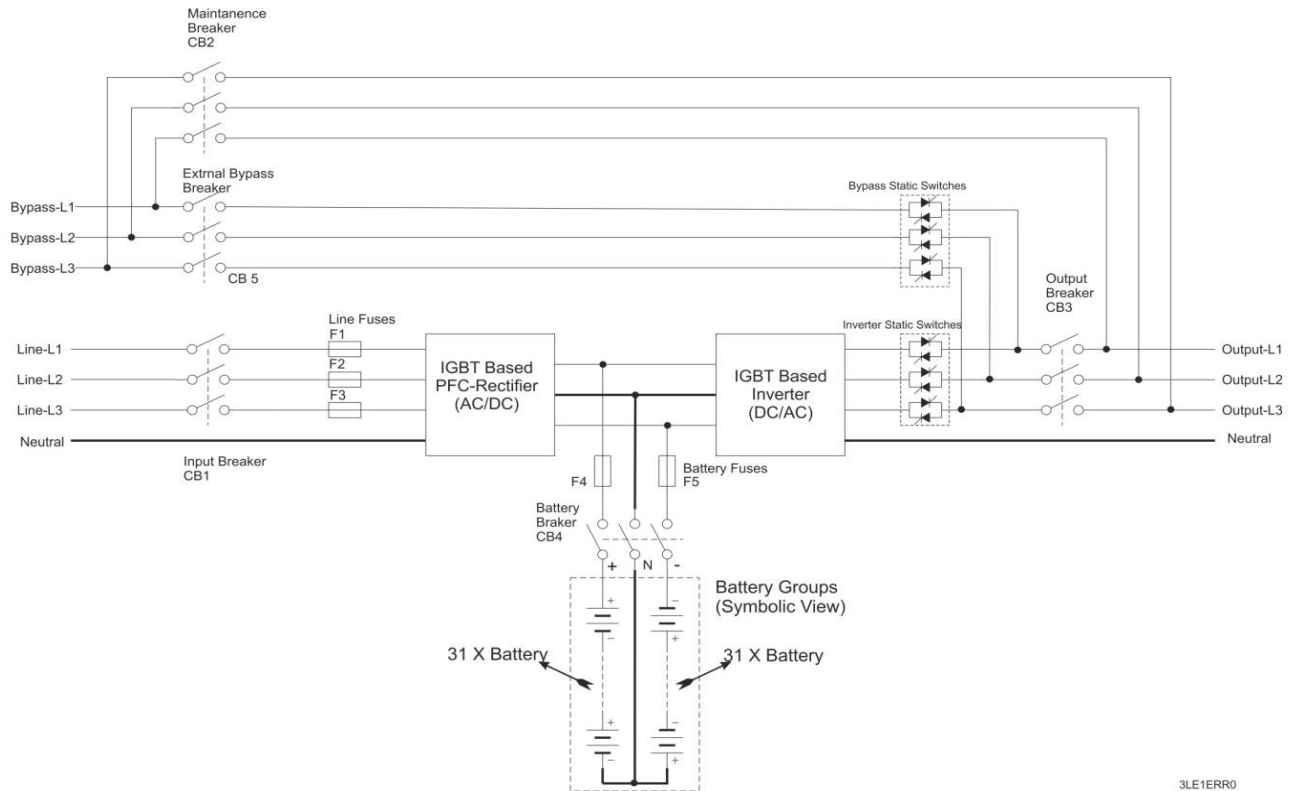 Maintanence
Breaker
CB2
Extrnal Bypass
Breaker
Bypass-L1
Bypass-L2
Bypass-L3
CB 5
Bypass Static Switches
Output
Breaker
CB3
Line Fuses
F1
F2
F3
Line-L1
Line-L2
Line-L3
Neutral
Input Breaker
CB1
IGBT Based
PFC-Rectifier
(AC/DC)
IGBT Based
Inverter
(DC/AC)
Inverter Static Switches
Output-L1
Output-L2
Output-L3
Neutral
F4
Battery Fuses
F5
Battery
Braker
CB4
+ N -
Battery Groups
(Symbolic View)
+ −
− +
31 X Battery
31 X Battery
+ −
− +
3LE1ERR0